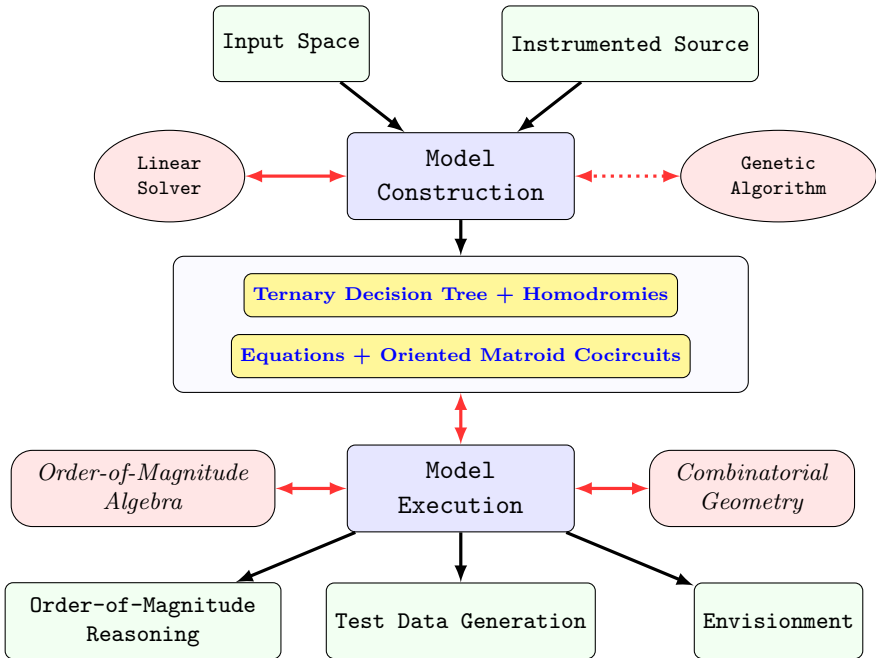 Input Space
Instrumented Source
Linear
Solver
Model
Construction
Genetic
Algorithm
Ternary Decision Tree + Homodromies
Equations + Oriented Matroid Cocircuits
Order-of-Magnitude
Algebra
Model
Execution
Combinatorial
Geometry
Order-of-Magnitude
Reasoning
Test Data Generation
Envisionment